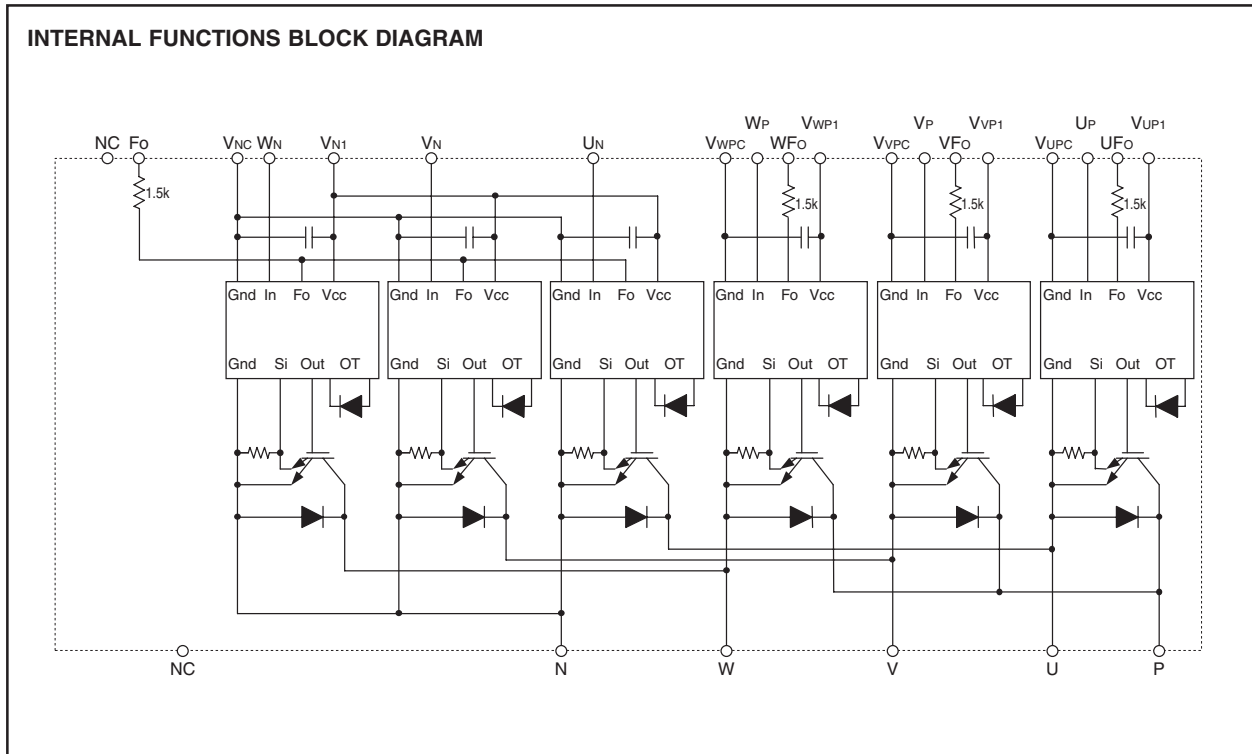 INTERNAL FUNCTIONS BLOCK DIAGRAM
WP VWP1 VP VVP1 UP VUP1
NC Fo VNC WN VN1 VN UN VWPC WFO VVPC VFO VUPC UFO
1.5k 1.5k 1.5k 1.5k
Gnd In Fo Vcc Gnd In Fo Vcc Gnd In Fo Vcc Gnd In Fo Vcc Gnd In Fo Vcc Gnd In Fo Vcc
Gnd Si Out OT Gnd Si Out OT Gnd Si Out OT Gnd Si Out OT Gnd Si Out OT Gnd Si Out OT
NC N W V U P